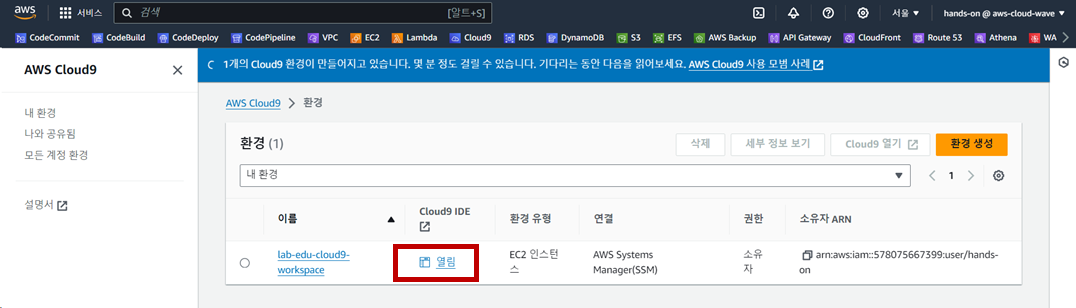 aws 서비스 검색 [알트+S] 서울 hands-on @ aws-cloud-wave
CodeCommit CodeBuild CodeDeploy CodePipeline VPC EC2 Lambda Cloud9 RDS DynamoDB S3 EFS AWS Backup API Gateway CloudFront Route 53 Athena WA
AWS Cloud9
1개의 Cloud9 환경이 만들어지고 있습니다. 몇 분 정도 걸릴 수 있습니다. 기다리는 동안 다음을 읽어보세요. AWS Cloud9 사용 모범 사례
내 환경
나와 공유됨
모든 계정 환경
설명서
AWS Cloud9 > 환경
환경 (1) 삭제 세부 정보 보기 Cloud9 열기 환경 생성
내 환경 1
이름 Cloud9 IDE 환경 유형 연결 권한 소유자 ARN
lab-edu-cloud9-
workspace
열림
EC2 인스턴
스
AWS Systems
Manager(SSM)
소유
자
arn:aws:iam::578075667399:user/hands-
on